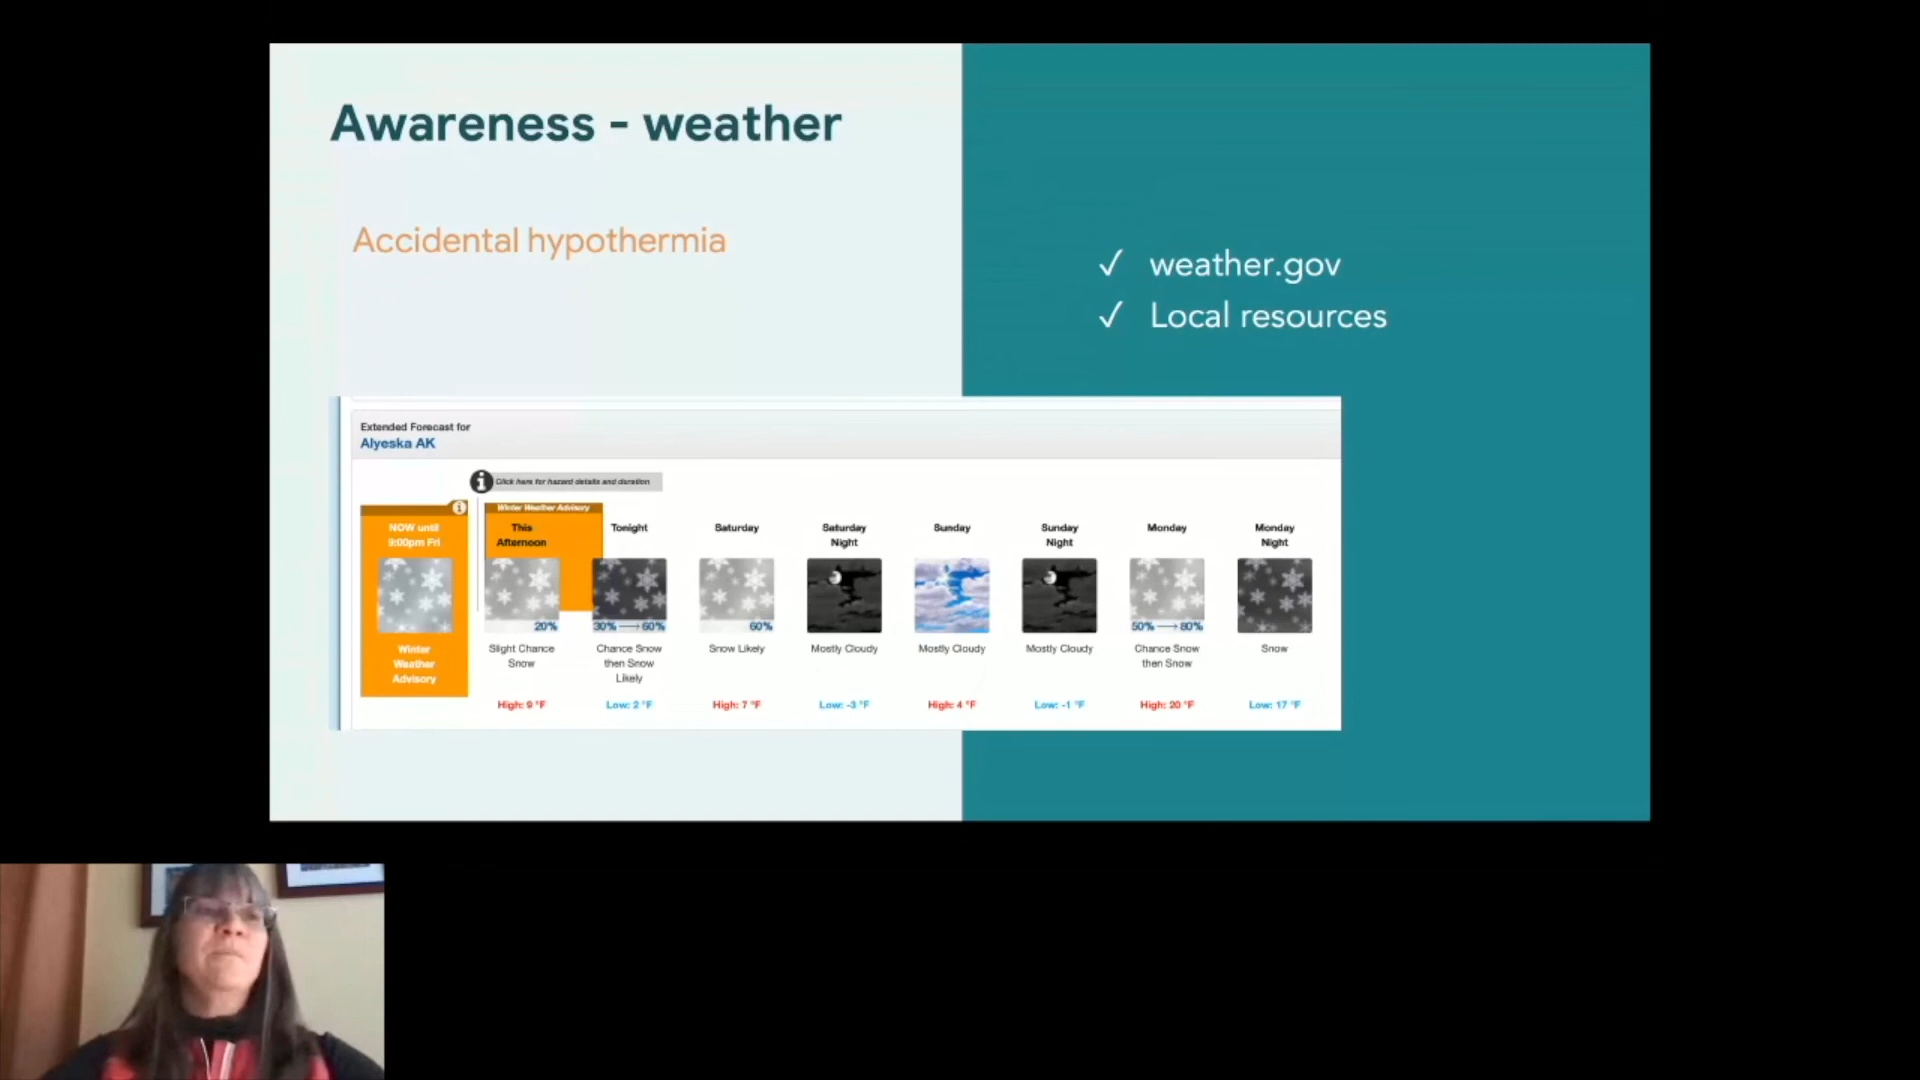 Awareness - weather
Accidental hypothermia
✓ weather.gov
✓ Local resources
Extended Forecast for
Alyeska AK
Click here for hazard details and duration
Winter Weather Advisory
NOW until
9:00pm Fri
Winter
Weather
Advisory
This
Afternoon
20%
Slight Chance
Snow
High: 9 °F
Tonight
30% → 60%
Chance Snow
then Snow
Likely
Low: 2 °F
Saturday
60%
Snow Likely
High: 7 °F
Saturday
Night
Mostly Cloudy
Low: -3 °F
Sunday
Mostly Cloudy
High: 4 °F
Sunday
Night
Mostly Cloudy
Low: -1 °F
Monday
50% → 80%
Chance Snow
then Snow
High: 20 °F
Monday
Night
Snow
Low: 17 °F